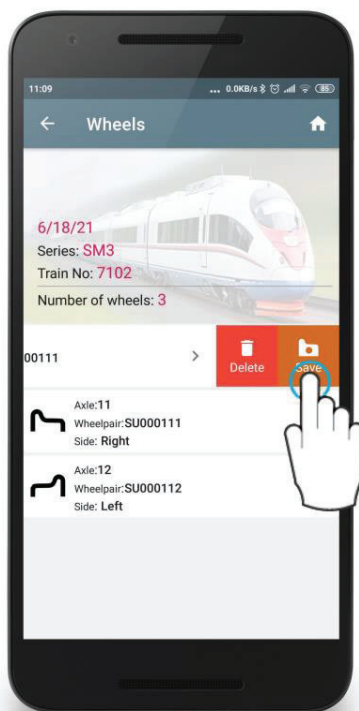 11:09 ... 0.0KB/s 85
Wheels
6/18/21
Series: SM3
Train No: 7102
Number of wheels: 3
00111
Delete
Save
Axle:11
Wheelpair:SU000111
Side: Right
Axle:12
Wheelpair:SU000112
Side: Left